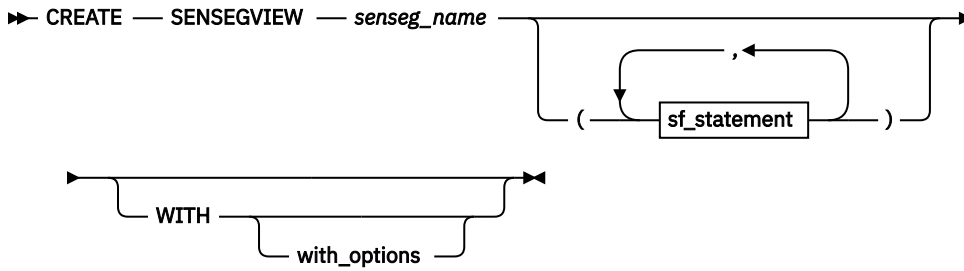 CREATE SENSEGVIEW senseg_name
,
( sf_statement )
WITH
with_options